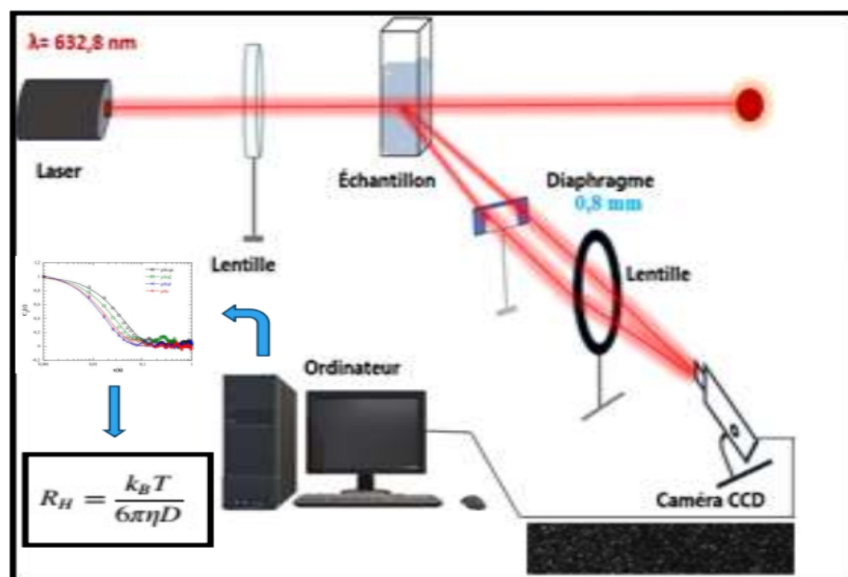 λ= 632,8 nm
Laser
Échantillon
Diaphragme
0,8 mm
Lentille
Lentille
Ordinateur
R_H = k_B T / 6πηD
Caméra CCD